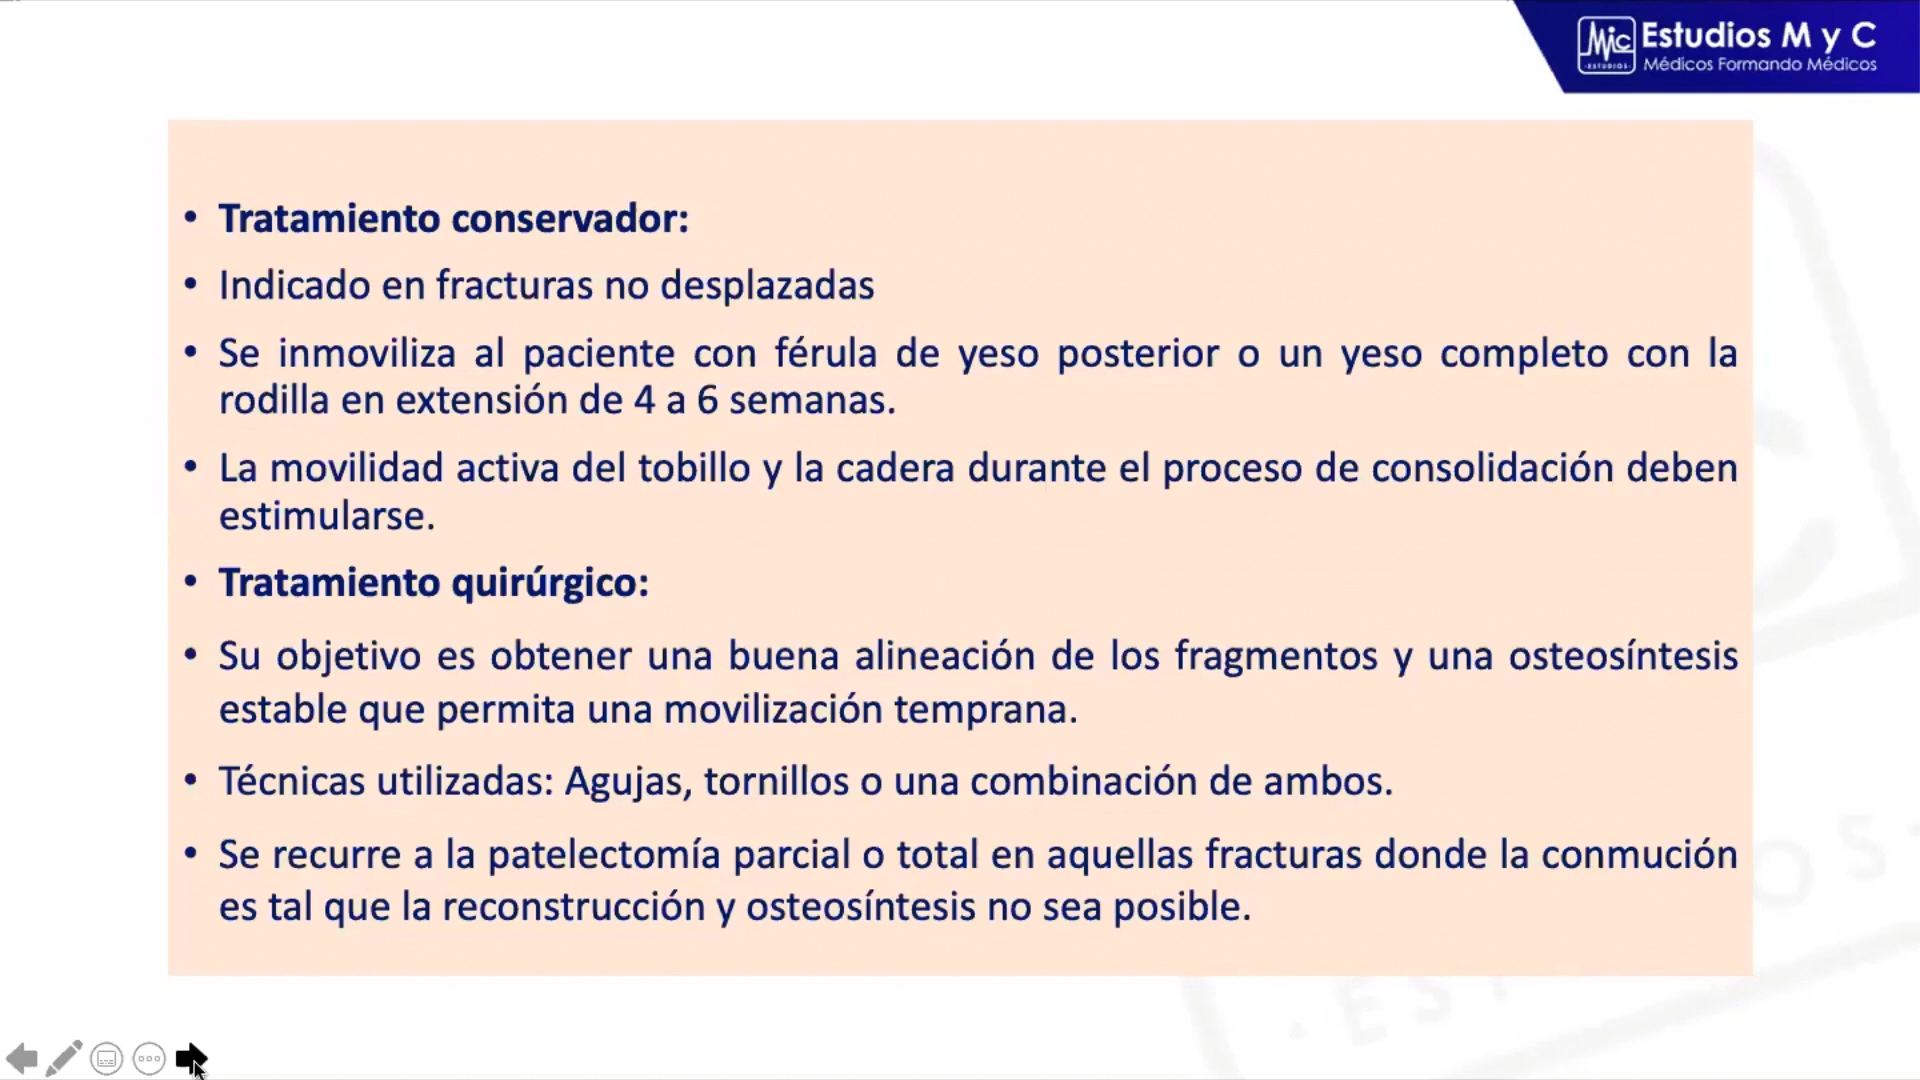 Estudios M y C
Médicos Formando Médicos
• Tratamiento conservador:
• Indicado en fracturas no desplazadas
• Se inmoviliza al paciente con férula de yeso posterior o un yeso completo con la
rodilla en extensión de 4 a 6 semanas.
• La movilidad activa del tobillo y la cadera durante el proceso de consolidación deben
estimularse.
• Tratamiento quirúrgico:
• Su objetivo es obtener una buena alineación de los fragmentos y una osteosíntesis
estable que permita una movilización temprana.
• Técnicas utilizadas: Agujas, tornillos o una combinación de ambos.
• Se recurre a la patelectomía parcial o total en aquellas fracturas donde la conmución
es tal que la reconstrucción y osteosíntesis no sea posible.